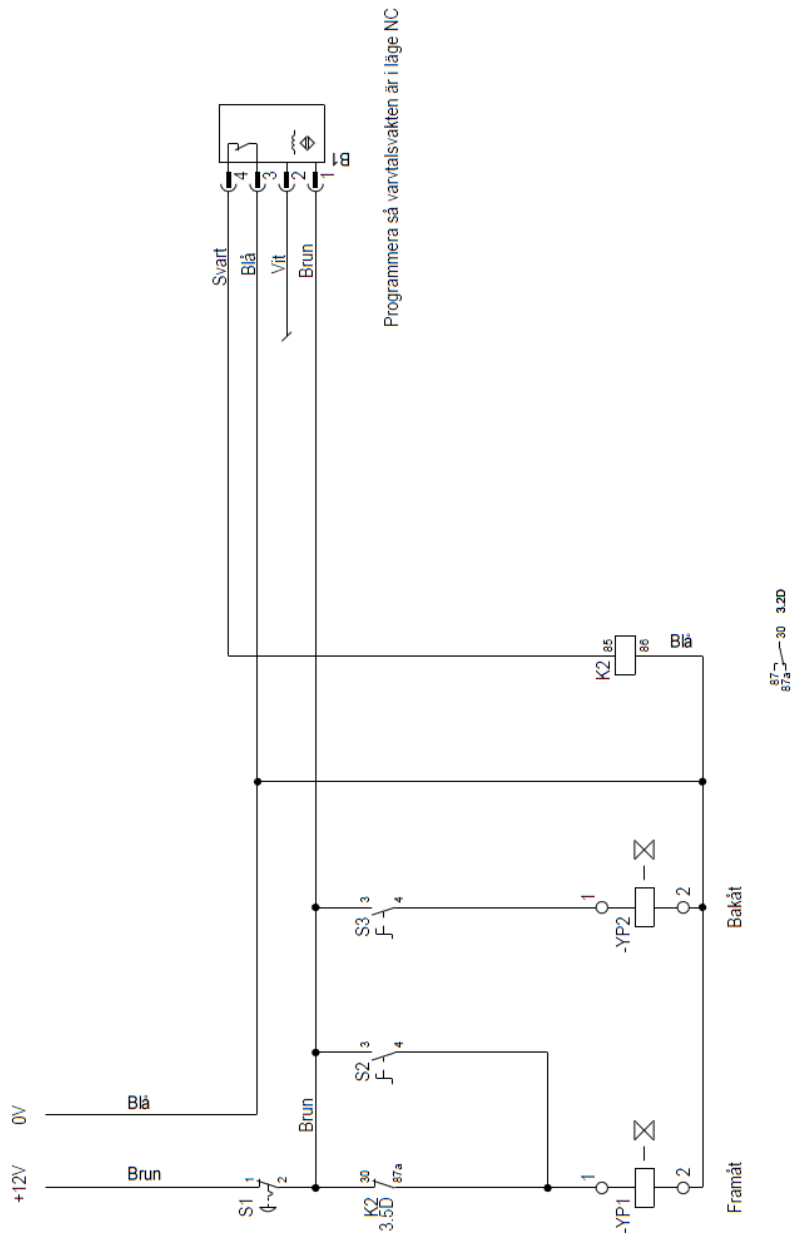 +12V
0V
Brun
Blå
S1
1
2
Brun
K2
3.5D
30
87a
S2
3
4
S3
3
4
-YP1
1
2
Framåt
-YP2
1
2
Bakåt
K2
85
86
Blå
87
87a
30 3.2D
Svart
Blå
Vit
Brun
4
3
2
1
B1
Programmera så varvtalsvakten är i läge NC